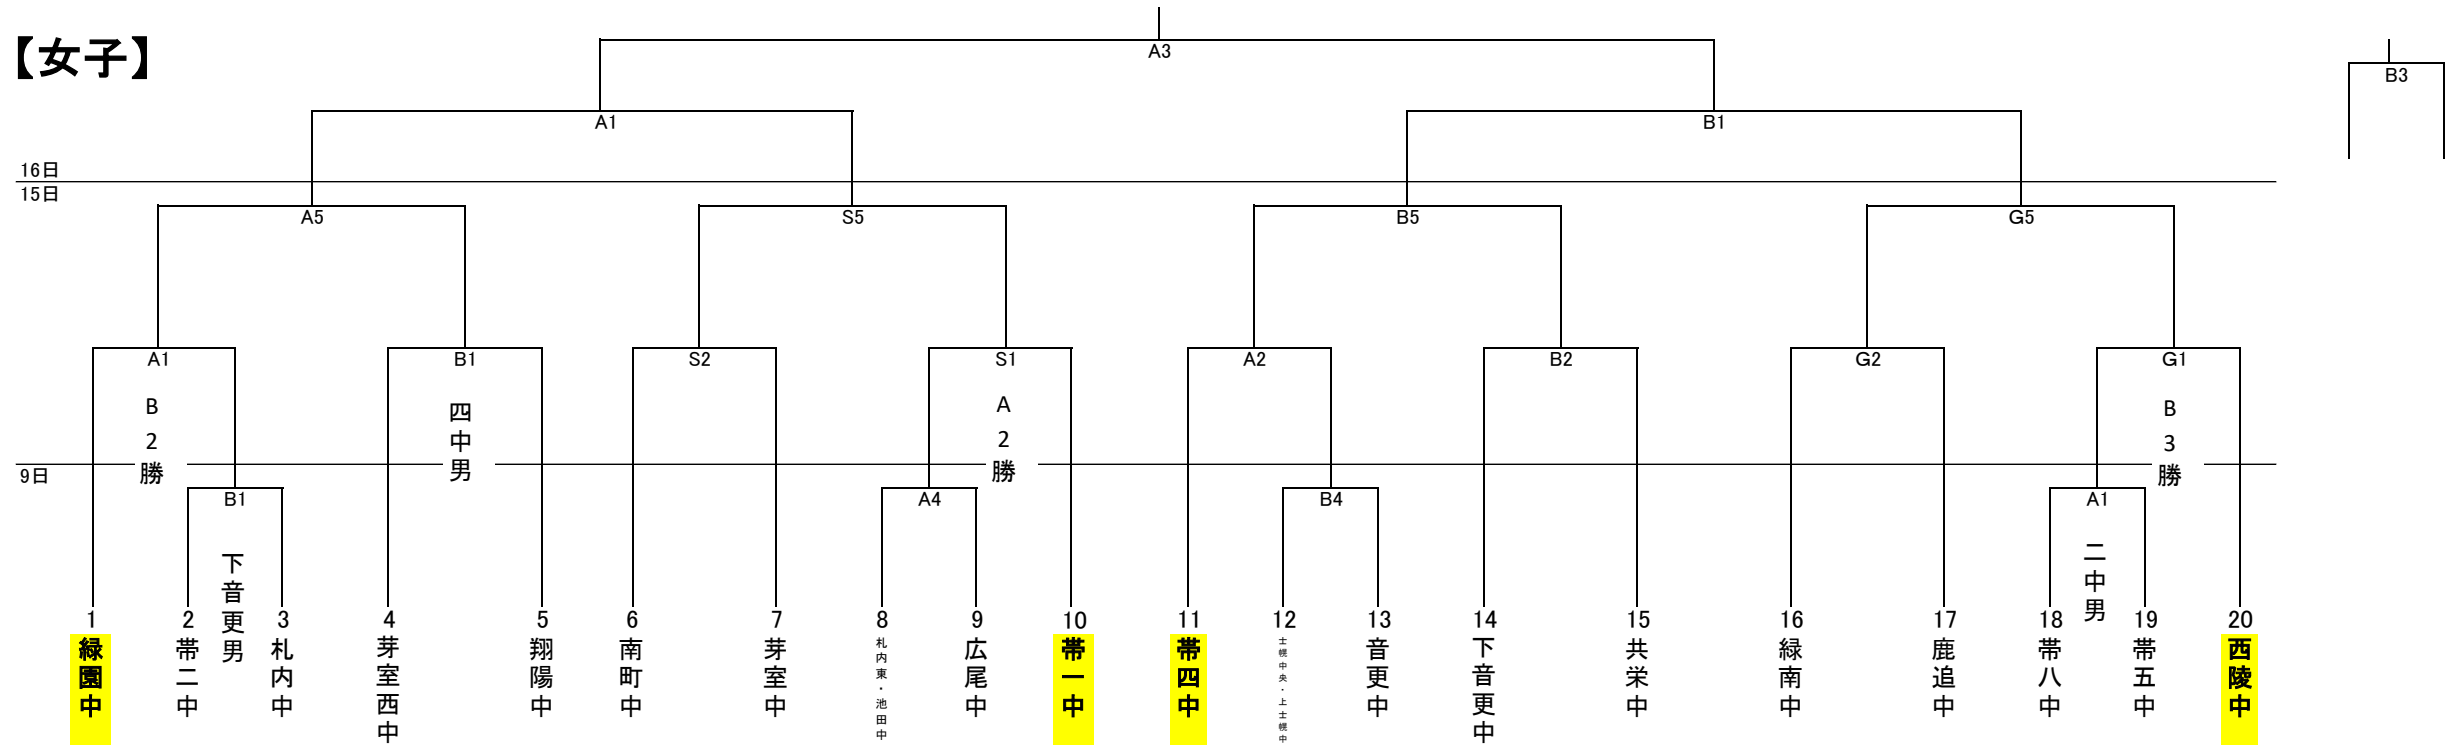 【女子】
A3
B3
A1
B1
16日
15日
A5
S5
B5
G5
A1
B1
S2
S1
A2
B2
G2
G1
B2勝
四中男
A2勝
B3勝
9日
B1
A4
B4
A1
下音更男
二中男
1 緑園中
2 帯二中
3 札内中
4 芽室西中
5 翔陽中
6 南町中
7 芽室中
8 札内東・池田中
9 広尾中
10 帯一中
11 帯四中
12 士幌中央・上士幌中
13 音更中
14 下音更中
15 共栄中
16 緑南中
17 鹿追中
18 帯八中
19 帯五中
20 西陵中